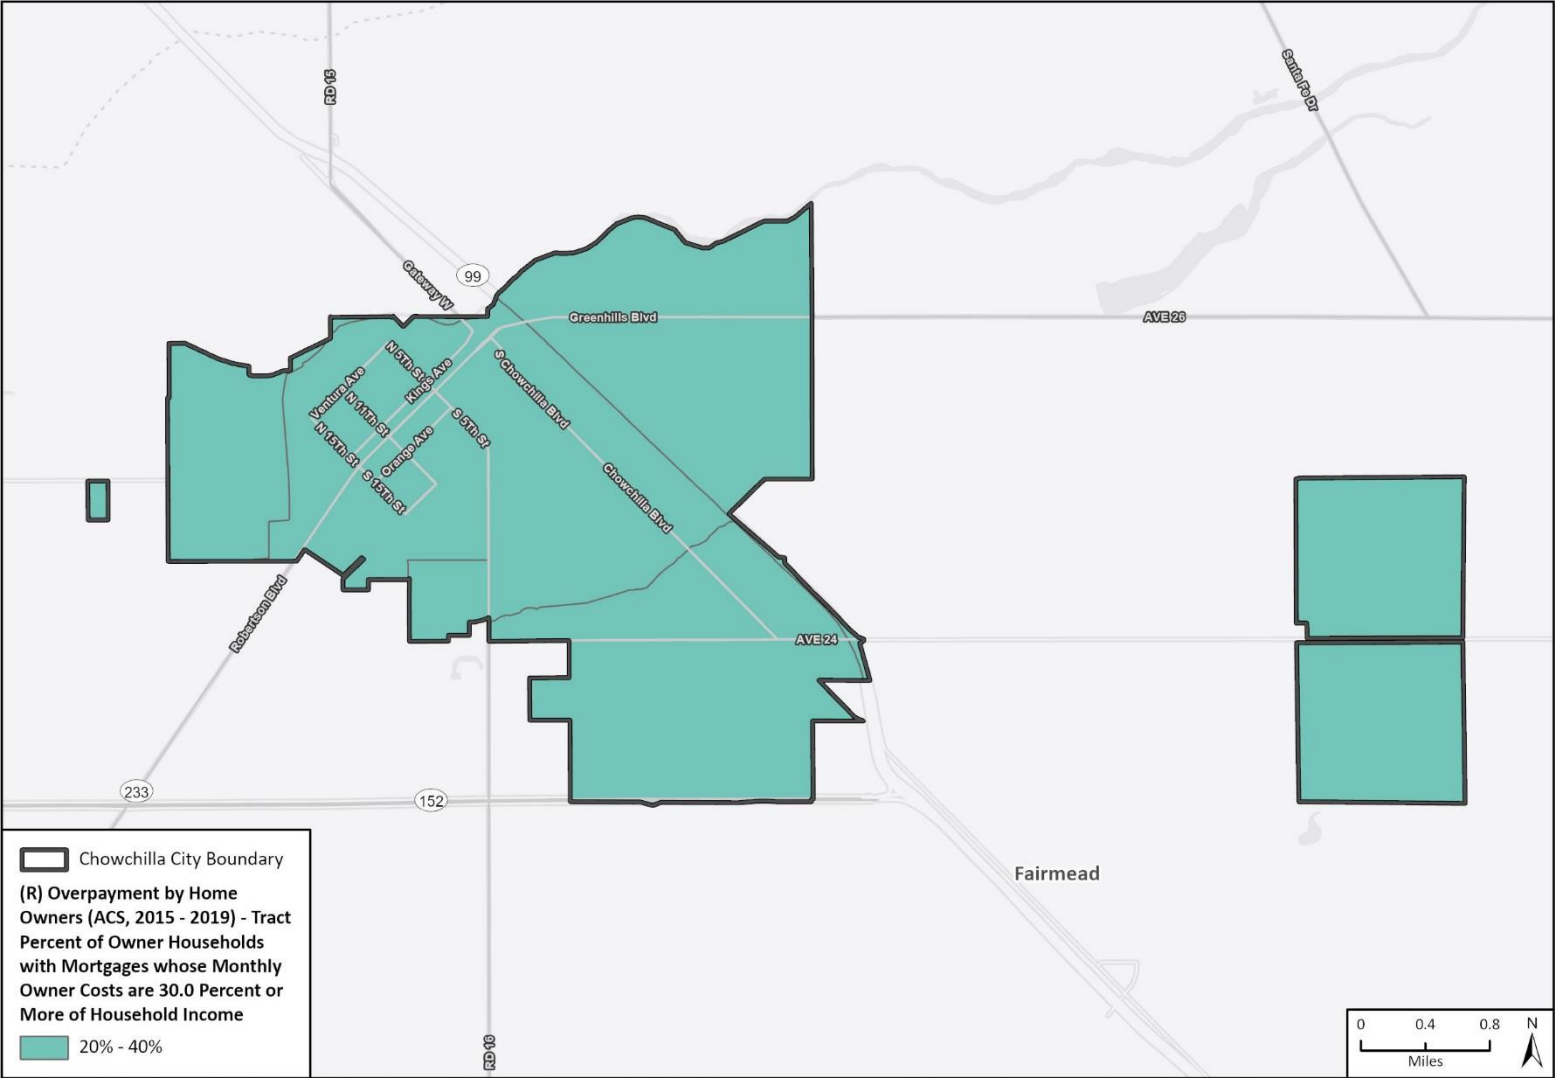 RD 15
Santa Fe Dr
Gateway W
99
Greenhills Blvd
AVE 26
N 5Th St
Kings Ave
S Chowchilla Blvd
Ventura Ave
N 11Th St
S 5Th St
N 15Th St
Orange Ave
S 15Th St
Chowchilla Blvd
Robertson Blvd
AVE 24
233
152
Fairmead
RD 16
Chowchilla City Boundary
(R) Overpayment by Home
Owners (ACS, 2015 - 2019) - Tract
Percent of Owner Households
with Mortgages whose Monthly
Owner Costs are 30.0 Percent or
More of Household Income
20% - 40%
0 0.4 0.8 N
Miles